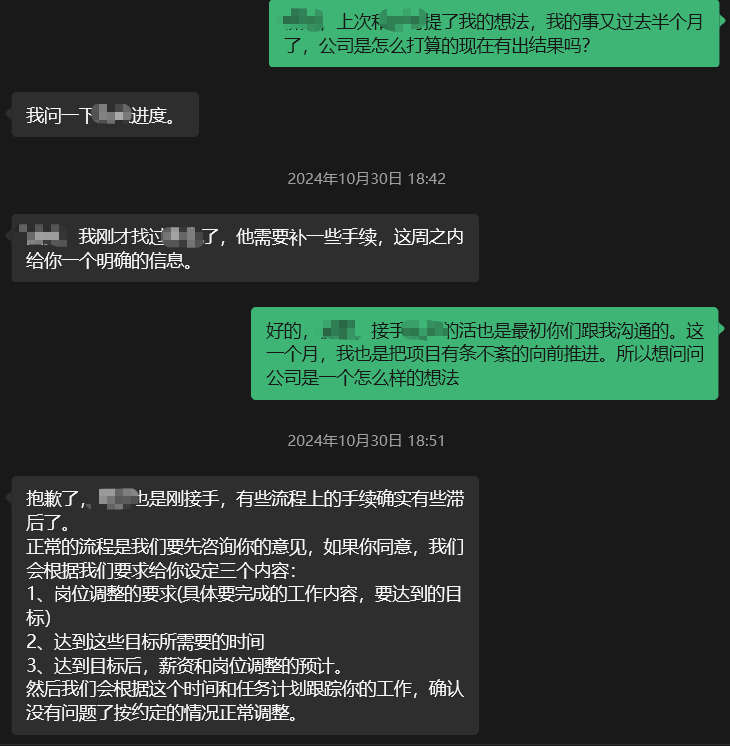 ，上次和提了我的想法，我的事又过去半个月
了，公司是怎么打算的现在有出结果吗？
我问一下进度。
2024年10月30日 18:42
我刚才找过了，他需要补一些手续，这周之内
给你一个明确的信息。
好的，接手的活也是最初你们跟我沟通的。这
一个月，我也是把项目有条不紊的向前推进。所以想问问
公司是一个怎么样的想法
2024年10月30日 18:51
抱歉了，也是刚接手，有些流程上的手续确实有些滞
后了。
正常的流程是我们要先咨询你的意见，如果你同意，我们
会根据我们要求给你设定三个内容：
1、岗位调整的要求(具体要完成的工作内容，要达到的目
标)
2、达到这些目标所需要的时间
3、达到目标后，薪资和岗位调整的预计。
然后我们会根据这个时间和任务计划跟踪你的工作，确认
没有问题了按约定的情况正常调整。